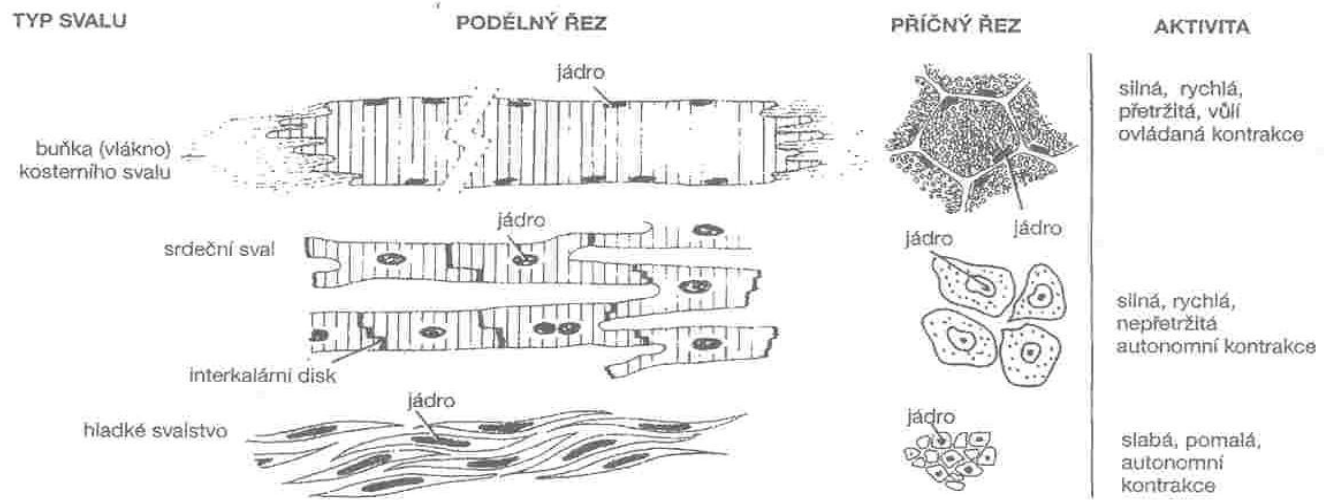 TYP SVALU
PODÉLNÝ ŘEZ
PŘÍČNÝ ŘEZ
AKTIVITA
jádro
buňka (vlákno)
kosterního svalu
jádro
silná, rychlá,
přetržitá, vůlí
ovládaná kontrakce
srdeční sval
jádro
interkalární disk
jádro
silná, rychlá,
nepřetržitá
autonomní kontrakce
hladké svalstvo
jádro
jádro
slabá, pomalá,
autonomní
kontrakce